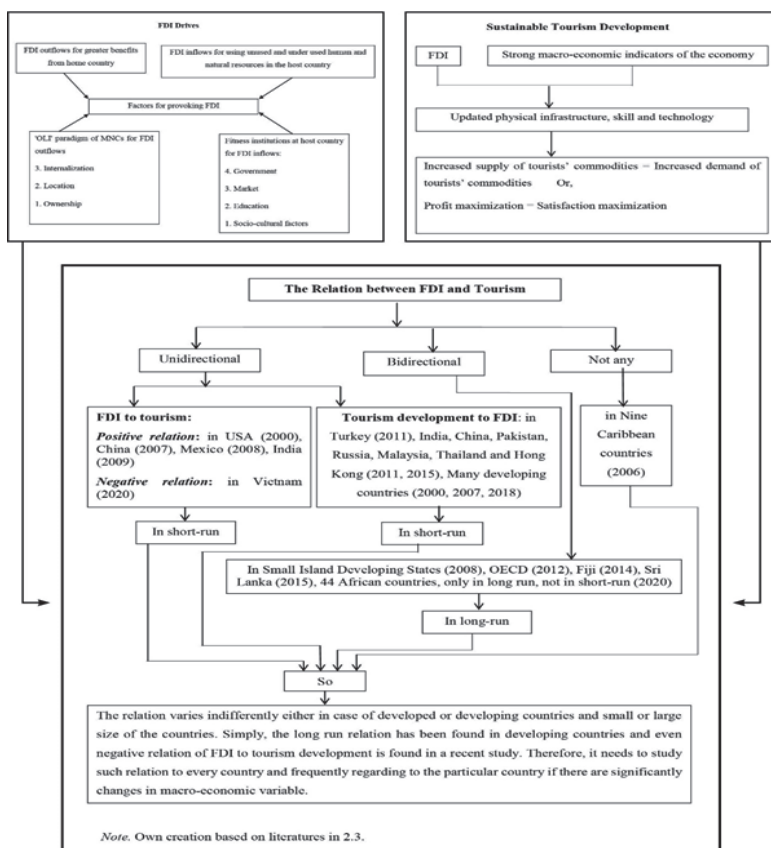 FDI Drives
FDI outflows for greater benefits
from home country
FDI inflows for using unused and under used human
and natural resources in the host country
Factors for provoking FDI
'OLI' paradigm of MNCs for FDI
outflows
3. Internalization
2. Location
1. Ownership
Fitness institutions at host country
for FDI inflows:
4. Government
3. Market
2. Education
1. Socio-cultural factors
Sustainable Tourism Development
FDI
Strong macro-economic indicators of the economy
Updated physical infrastructure, skill and technology
Increased supply of tourists' commodities = Increased demand of
tourists' commodities Or,
Profit maximization = Satisfaction maximization
The Relation between FDI and Tourism
Unidirectional
Bidirectional
Not any
FDI to tourism:
Positive relation: in USA (2000),
China (2007), Mexico (2008), India
(2009)
Negative relation: in Vietnam
(2020)
Tourism development to FDI: in
Turkey (2011), India, China, Pakistan,
Russia, Malaysia, Thailand and Hong
Kong (2011, 2015), Many developing
countries (2000, 2007, 2018)
in Nine
Caribbean
countries
(2006)
In short-run
In short-run
In Small Island Developing States (2008), OECD (2012), Fiji (2014), Sri
Lanka (2015), 44 African countries, only in long run, not in short-run (2020)
In long-run
So
The relation varies indifferently either in case of developed or developing countries and small or large
size of the countries. Simply, the long run relation has been found in developing countries and even
negative relation of FDI to tourism development is found in a recent study. Therefore, it needs to study
such relation to every country and frequently regarding to the particular country if there are significantly
changes in macro-economic variable.
Note. Own creation based on literatures in 2.3.